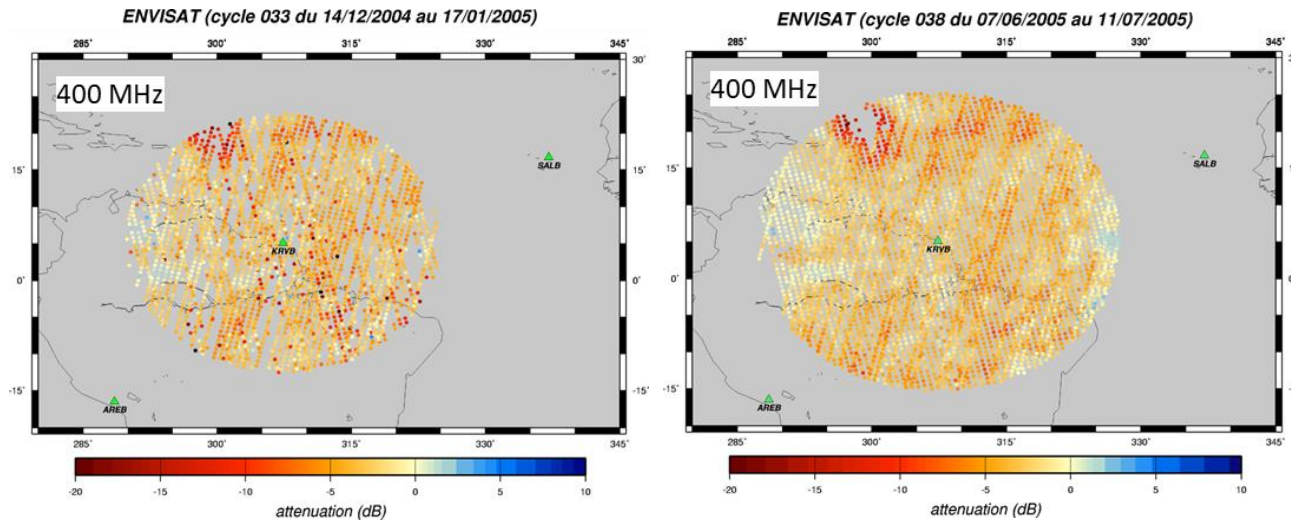 ENVISAT (cycle 033 du 14/12/2004 au 17/01/2005)
285˚ 300˚ 315˚ 330˚ 345˚
30˚
400 MHz
15˚ 15˚
SALB
KRVB
0˚ 0˚
-15˚ -15˚
AREB
285˚ 300˚ 315˚ 330˚ 345˚
-20 -15 -10 -5 0 5 10
attenuation (dB)
ENVISAT (cycle 038 du 07/06/2005 au 11/07/2005)
285˚ 300˚ 315˚ 330˚ 345˚
30˚
400 MHz
15˚ 15˚
SALB
KRVB
0˚ 0˚
-15˚ -15˚
AREB
285˚ 300˚ 315˚ 330˚ 345˚
-20 -15 -10 -5 0 5 10
attenuation (dB)